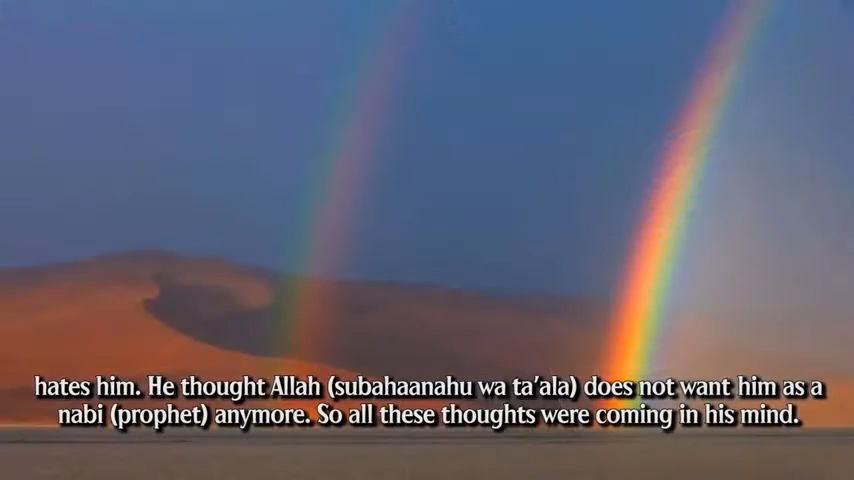 hates him. He thought Allah (subahaanahu wa ta'ala) does not want him as a
nabi (prophet) anymore. So all these thoughts were coming in his mind.